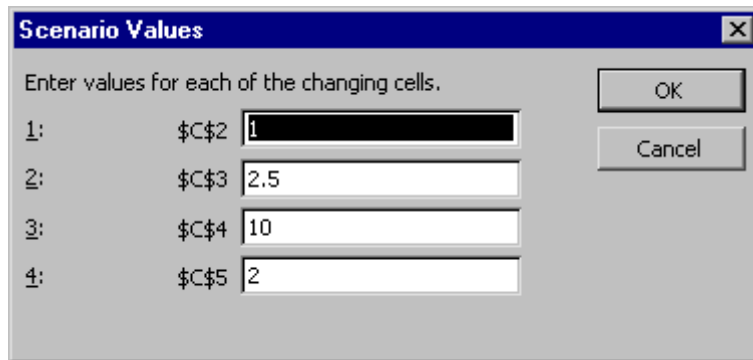 Scenario Values
Enter values for each of the changing cells.
OK
1: $C$2 1
Cancel
2: $C$3 2.5
3: $C$4 10
4: $C$5 2